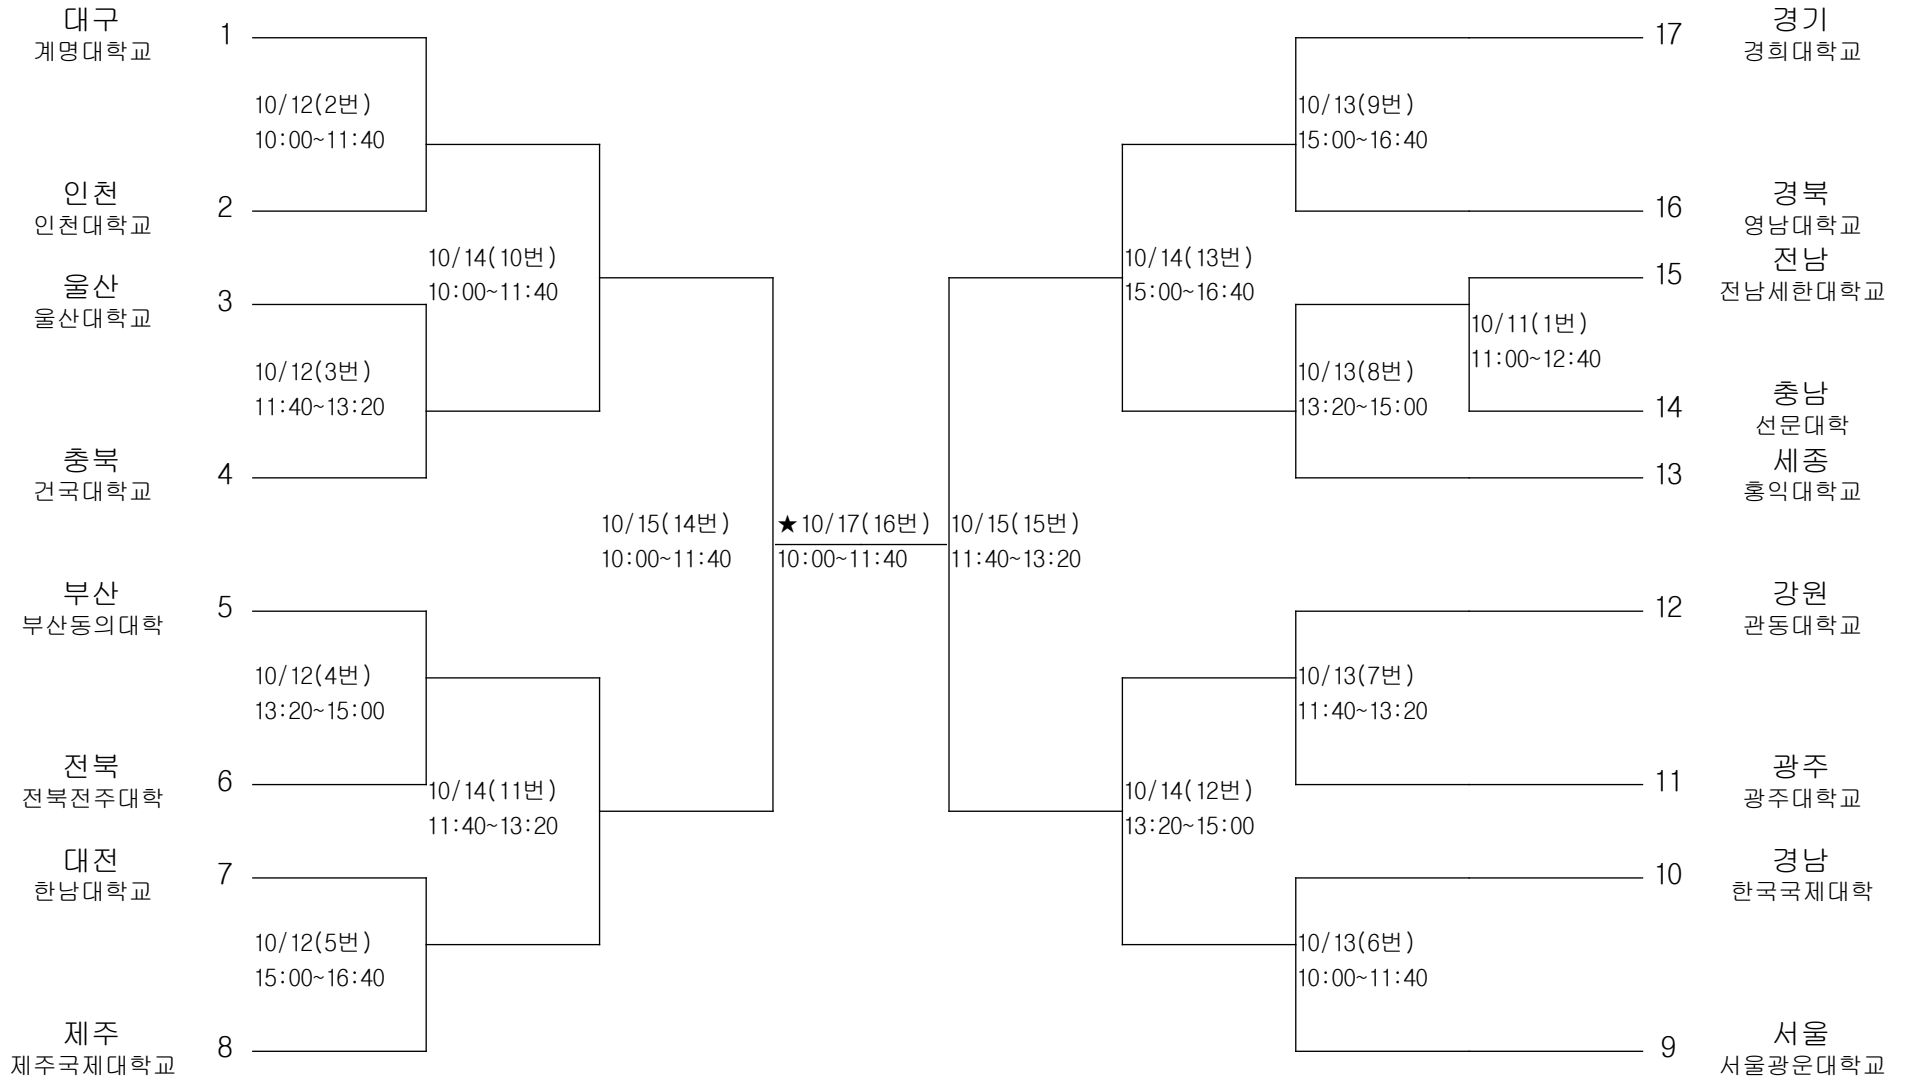 대구
계명대학교
1
10/12(2번)
10:00~11:40
인천
인천대학교
2
10/14(10번)
10:00~11:40
울산
울산대학교
3
10/12(3번)
11:40~13:20
충북
건국대학교
4
10/15(14번)
10:00~11:40
부산
부산동의대학
5
10/12(4번)
13:20~15:00
전북
전북전주대학
6
10/14(11번)
11:40~13:20
대전
한남대학교
7
10/12(5번)
15:00~16:40
제주
제주국제대학교
8
★10/17(16번)
10:00~11:40
17
경기
경희대학교
10/13(9번)
15:00~16:40
16
경북
영남대학교
10/14(13번)
15:00~16:40
15
전남
전남세한대학교
10/11(1번)
11:00~12:40
10/13(8번)
13:20~15:00
14
충남
선문대학
13
세종
홍익대학교
10/15(15번)
11:40~13:20
12
강원
관동대학교
10/13(7번)
11:40~13:20
11
광주
광주대학교
10/14(12번)
13:20~15:00
10
경남
한국국제대학
10/13(6번)
10:00~11:40
9
서울
서울광운대학교